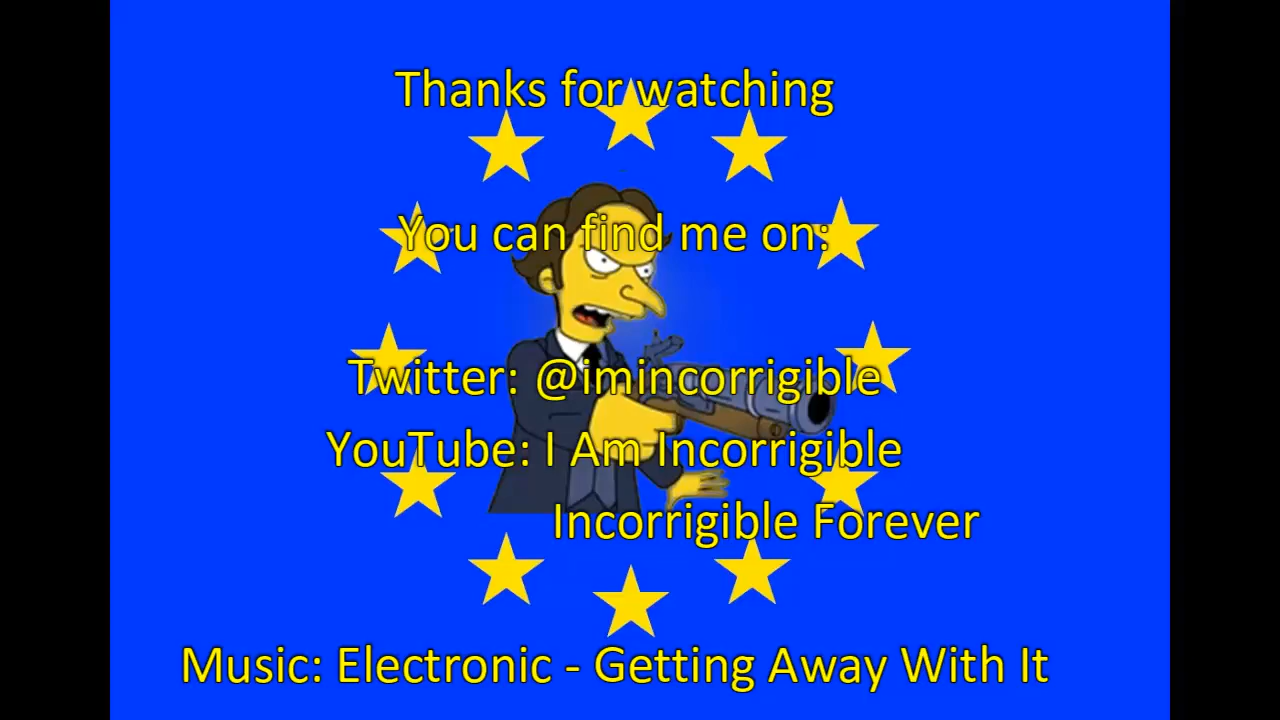 Thanks for watching
You can find me on:
Twitter: @imincorrigible
YouTube: I Am Incorrigible
Incorrigible Forever
Music: Electronic - Getting Away With It